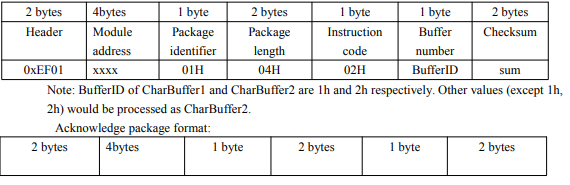 2 bytes 4bytes 1 byte 2 bytes 1 byte 1 byte 2 bytes
Header Module address Package identifier Package length Instruction code Buffer number Checksum
0xEF01 xxxx 01H 04H 02H BufferID sum
Note: BufferID of CharBuffer1 and CharBuffer2 are 1h and 2h respectively. Other values (except 1h,
2h) would be processed as CharBuffer2.
Acknowledge package format:
2 bytes 4bytes 1 byte 2 bytes 1 byte 2 bytes